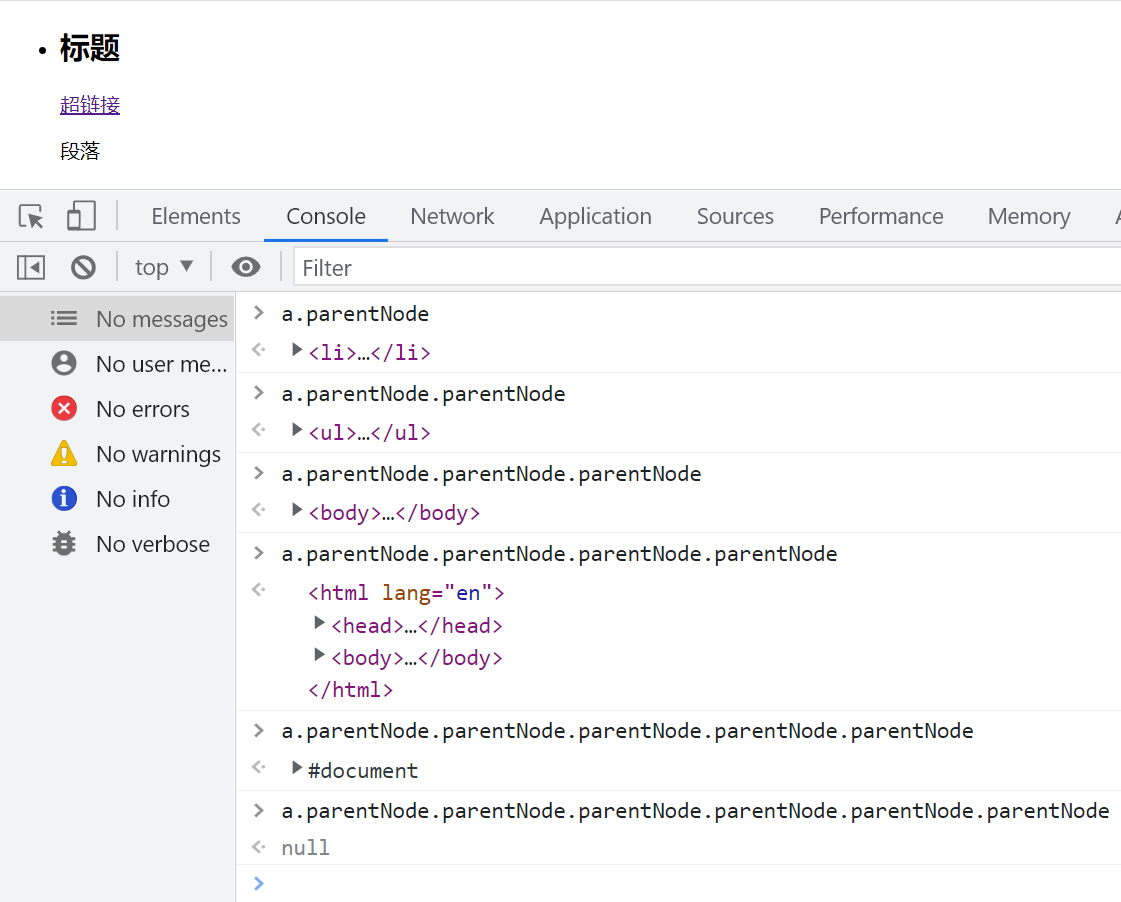 • 标题
超链接
段落
Elements Console Network Application Sources Performance Memory
top ▼ Filter
No messages
No user me…
No errors
No warnings
No info
No verbose
> a.parentNode
<· ▶<li>…</li>
> a.parentNode.parentNode
<· ▶<ul>…</ul>
> a.parentNode.parentNode.parentNode
<· ▶<body>…</body>
> a.parentNode.parentNode.parentNode.parentNode
<· <html lang="en">
▶<head>…</head>
▶<body>…</body>
</html>
> a.parentNode.parentNode.parentNode.parentNode.parentNode
<· ▶#document
> a.parentNode.parentNode.parentNode.parentNode.parentNode.parentNode
<· null
>